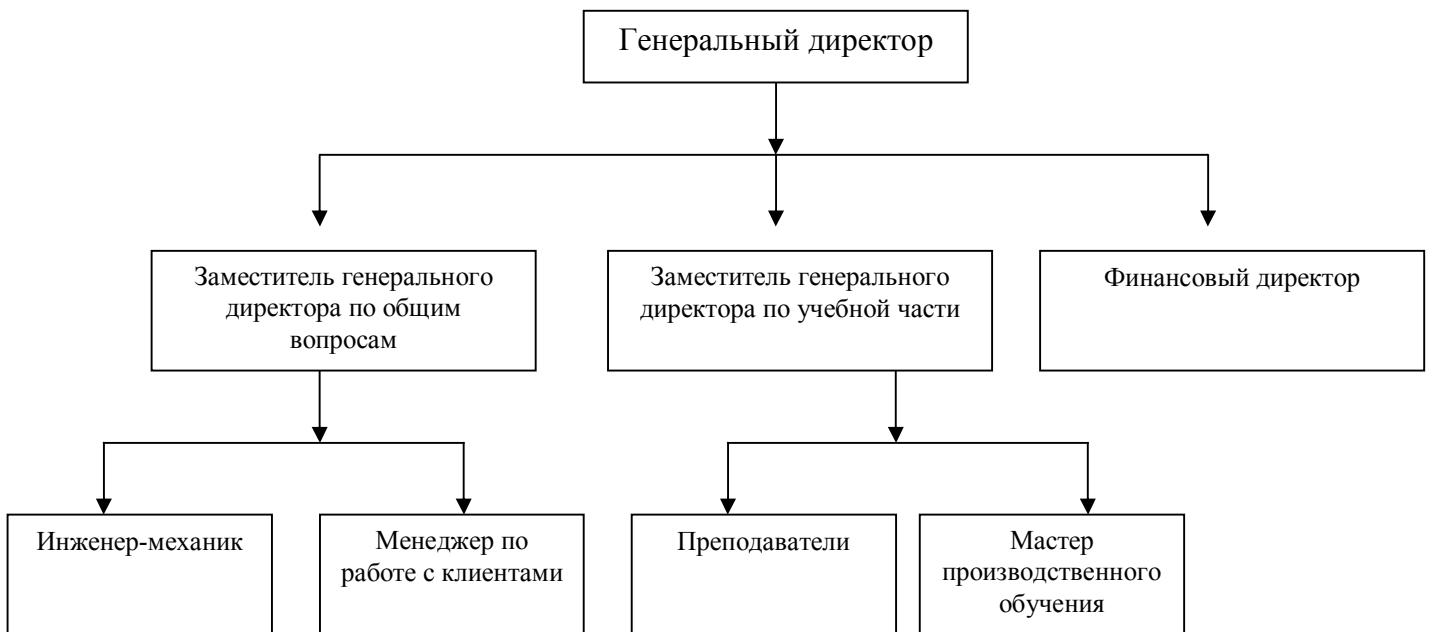 Генеральный директор
Заместитель генерального
директора по общим
вопросам
Заместитель генерального
директора по учебной части
Финансовый директор
Инженер-механик
Менеджер по
работе с клиентами
Преподаватели
Мастер
производственного
обучения